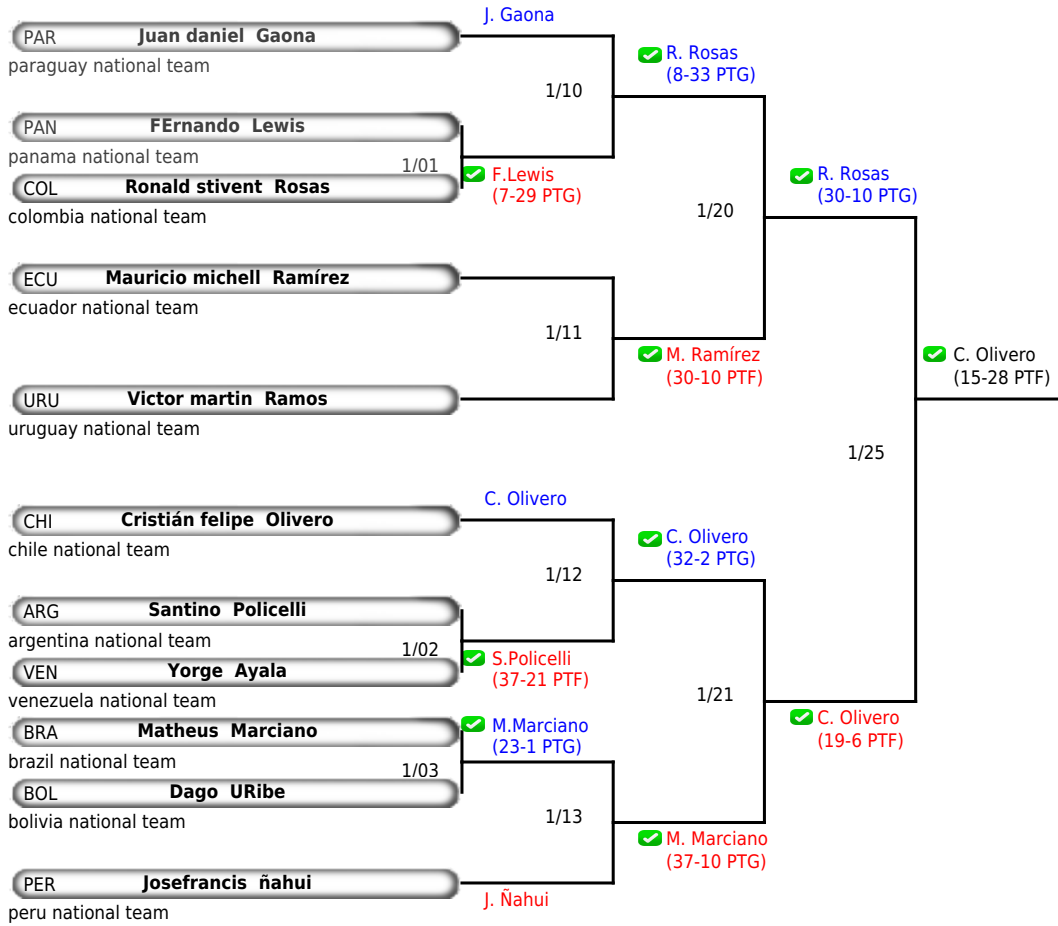 J. Gaona
PAR Juan daniel Gaona
paraguay national team
R. Rosas
(8-33 PTG)
1/10
PAN FErnando Lewis
panama national team
1/01
F.Lewis
(7-29 PTG)
COL Ronald stivent Rosas
colombia national team
R. Rosas
(30-10 PTG)
1/20
ECU Mauricio michell Ramírez
ecuador national team
1/11
M. Ramírez
(30-10 PTF)
C. Olivero
(15-28 PTF)
URU Victor martin Ramos
uruguay national team
1/25
C. Olivero
CHI Cristián felipe Olivero
chile national team
C. Olivero
(32-2 PTG)
1/12
ARG Santino Policelli
argentina national team
1/02
S.Policelli
(37-21 PTF)
VEN Yorge Ayala
venezuela national team
1/21
C. Olivero
(19-6 PTF)
BRA Matheus Marciano
M.Marciano
(23-1 PTG)
brazil national team
1/03
BOL Dago URibe
bolivia national team
1/13
M. Marciano
(37-10 PTG)
PER Josefrancis ñahui
J. Ñahui
peru national team